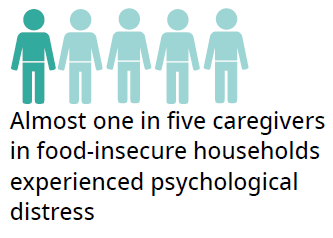 Almost one in five caregivers
in food-insecure households
experienced psychological
distress